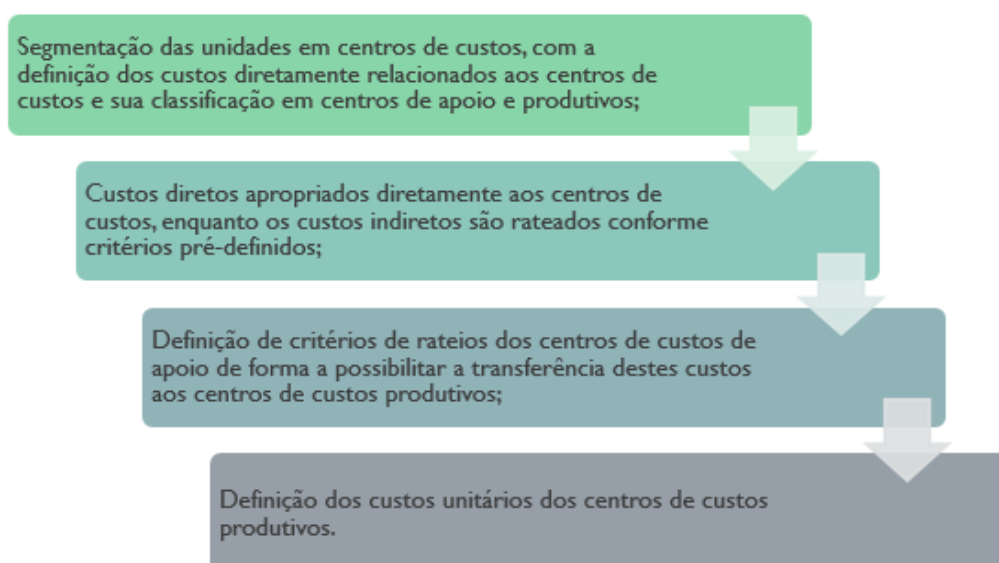 Segmentação das unidades em centros de custos, com a
definição dos custos diretamente relacionados aos centros de
custos e sua classificação em centros de apoio e produtivos;
Custos diretos apropriados diretamente aos centros de
custos, enquanto os custos indiretos são rateados conforme
critérios pré-definidos;
Definição de critérios de rateios dos centros de custos de
apoio de forma a possibilitar a transferência destes custos
aos centros de custos produtivos;
Definição dos custos unitários dos centros de custos
produtivos.